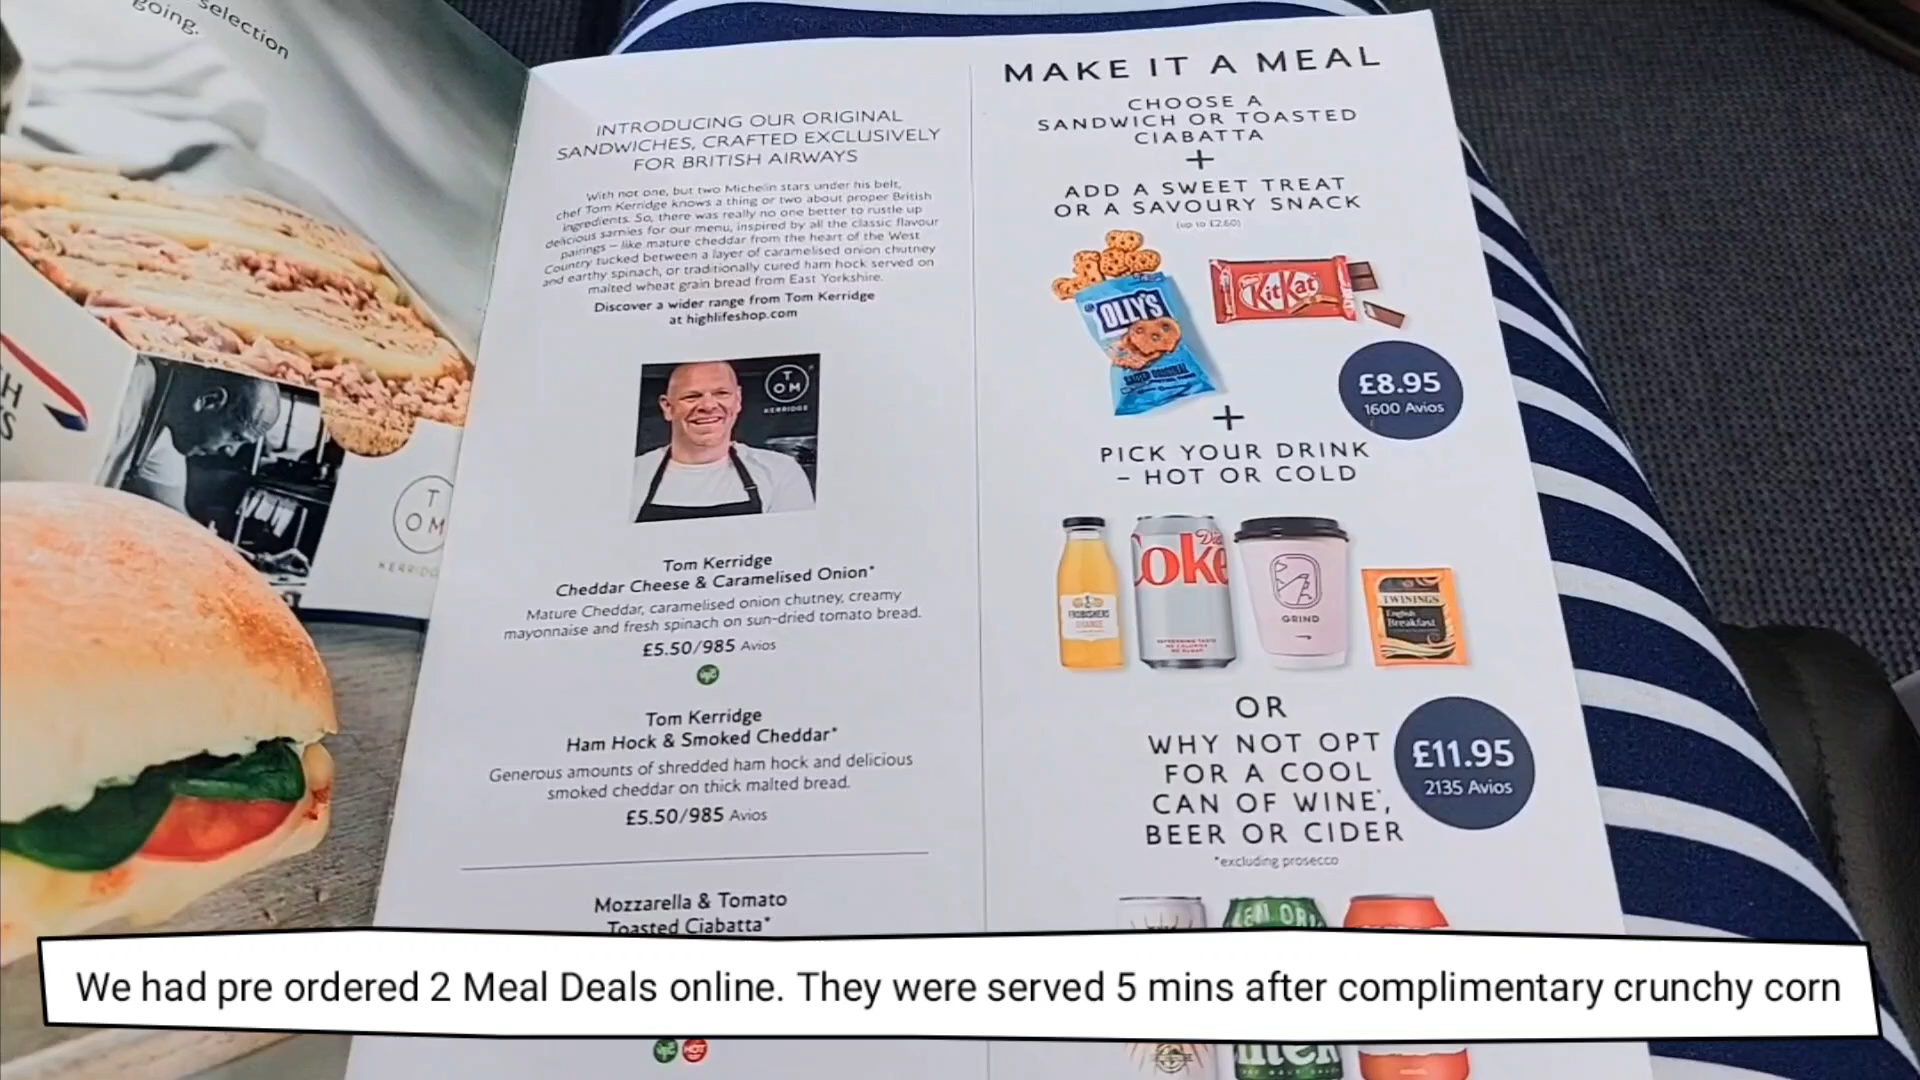 selection
going.
T
OM
KERRIDGE
INTRODUCING OUR ORIGINAL
SANDWICHES, CRAFTED EXCLUSIVELY
FOR BRITISH AIRWAYS
With not one, but two Michelin stars under his belt,
chef Tom Kerridge knows a thing or two about proper British
ingredients. So, there was really no one better to rustle up
delicious sarnies for our menu, inspired by all the classic flavour
pairings – like mature cheddar from the heart of the West
Country tucked between a layer of caramelised onion chutney
and earthy spinach, or traditionally cured ham hock served on
malted wheat grain bread from East Yorkshire.
Discover a wider range from Tom Kerridge
at highlifeshop.com
T
OM
KERRIDGE
Tom Kerridge
Cheddar Cheese & Caramelised Onion*
Mature Cheddar, caramelised onion chutney, creamy
mayonnaise and fresh spinach on sun-dried tomato bread.
£5.50/985 Avios
Tom Kerridge
Ham Hock & Smoked Cheddar*
Generous amounts of shredded ham hock and delicious
smoked cheddar on thick malted bread.
£5.50/985 Avios
Mozzarella & Tomato
Toasted Ciabatta*
HOT
MAKE IT A MEAL
CHOOSE A
SANDWICH OR TOASTED
CIABATTA
+
ADD A SWEET TREAT
OR A SAVOURY SNACK
(up to £2.60)
OLLY'S
KitKat
£8.95
1600 Avios
+
PICK YOUR DRINK
– HOT OR COLD
FROBISHERS
ORANGE
Diet
Coke
GRIND
TWININGS
English
Breakfast
OR
WHY NOT OPT
FOR A COOL
CAN OF WINE*,
BEER OR CIDER
*excluding prosecco
£11.95
2135 Avios
We had pre ordered 2 Meal Deals online. They were served 5 mins after complimentary crunchy corn